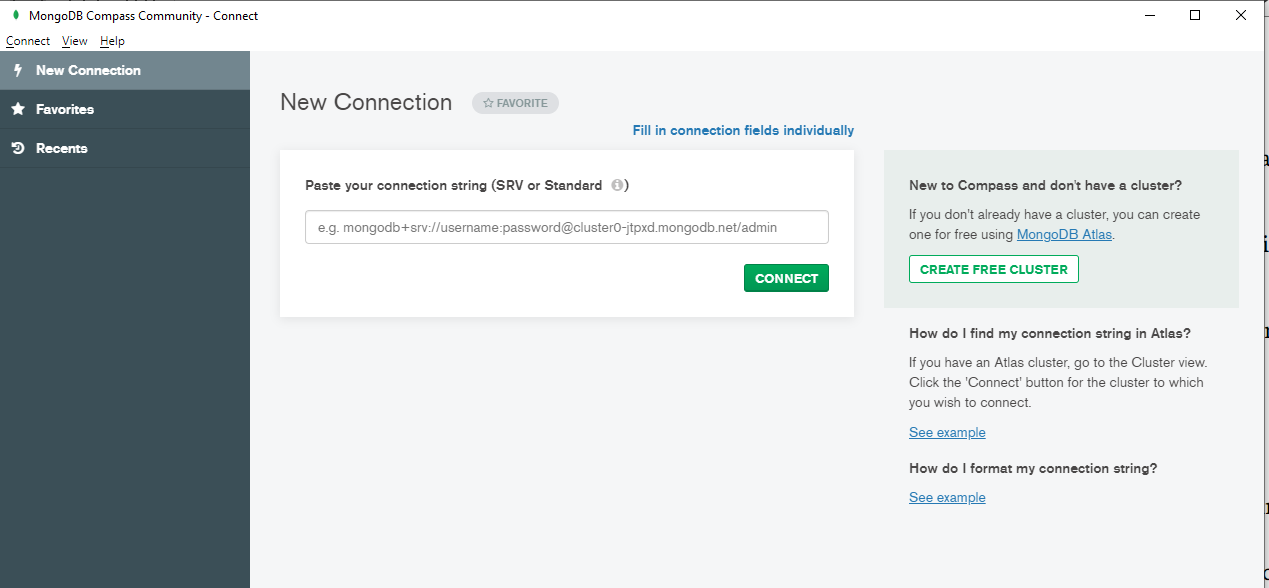 MongoDB Compass Community - Connect
Connect View Help
New Connection
Favorites
Recents
New Connection
FAVORITE
Fill in connection fields individually
Paste your connection string (SRV or Standard )
e.g. mongodb+srv://username:password@cluster0-jtpxd.mongodb.net/admin
CONNECT
New to Compass and don't have a cluster?
If you don't already have a cluster, you can create
one for free using MongoDB Atlas.
CREATE FREE CLUSTER
How do I find my connection string in Atlas?
If you have an Atlas cluster, go to the Cluster view.
Click the 'Connect' button for the cluster to which
you wish to connect.
See example
How do I format my connection string?
See example